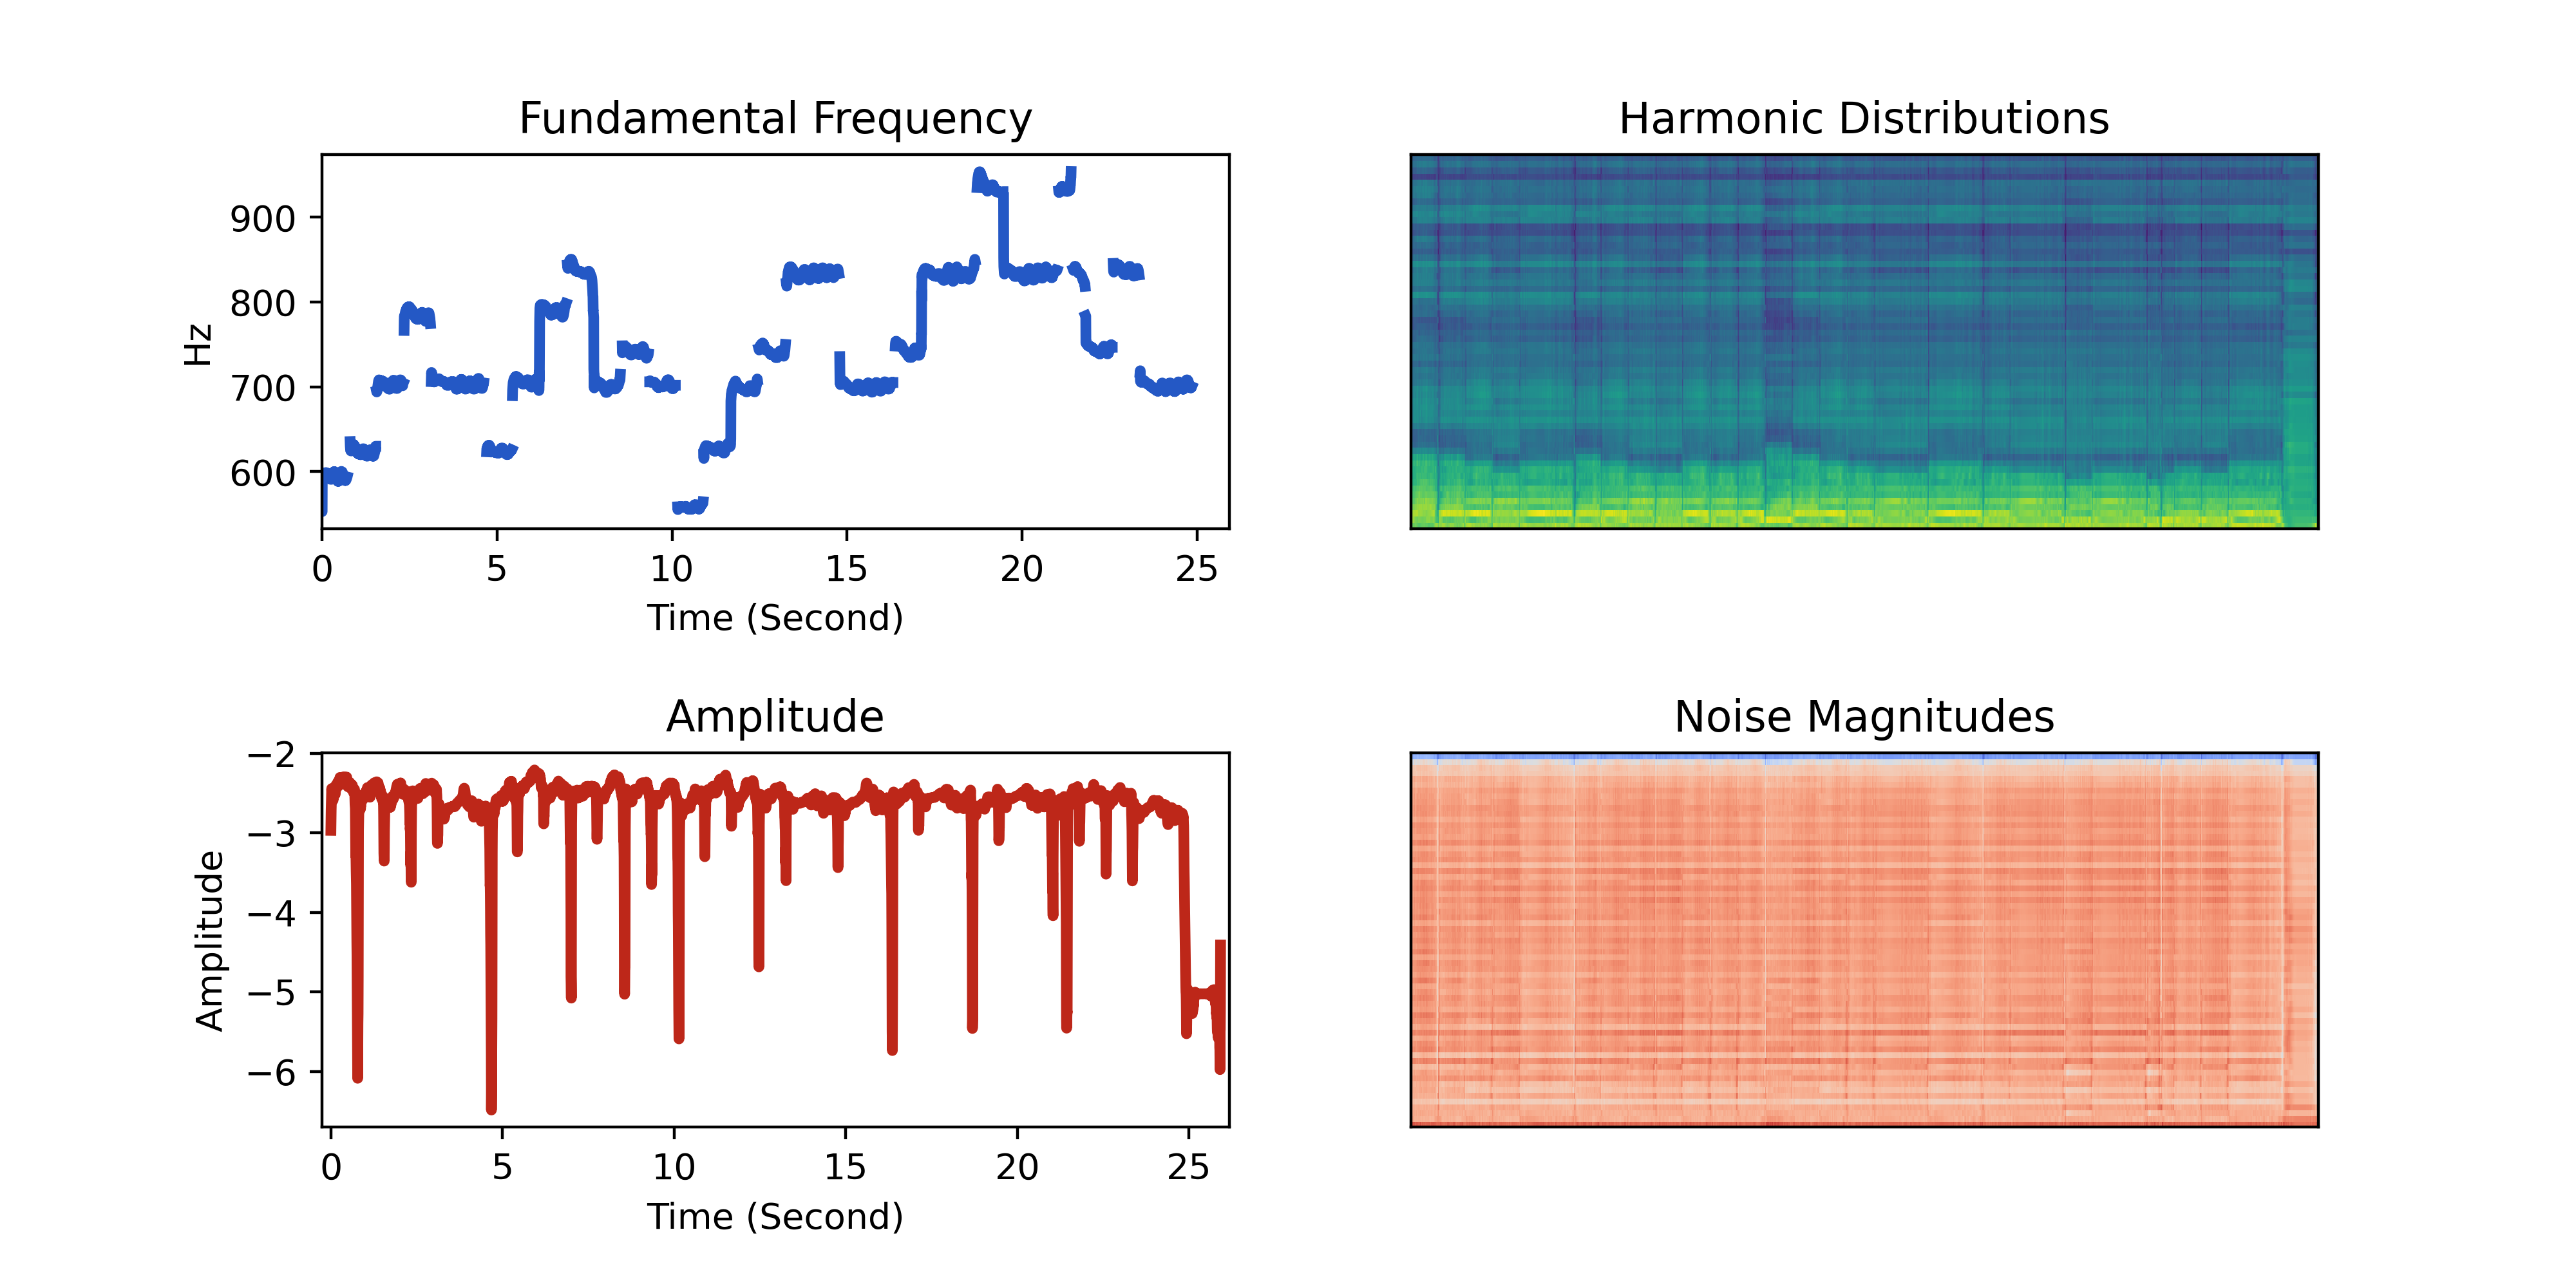 Fundamental Frequency
900
800
700
600
Hz
0 5 10 15 20 25
Time (Second)
Harmonic Distributions
Amplitude
−2
−3
−4
−5
−6
Amplitude
0 5 10 15 20 25
Time (Second)
Noise Magnitudes